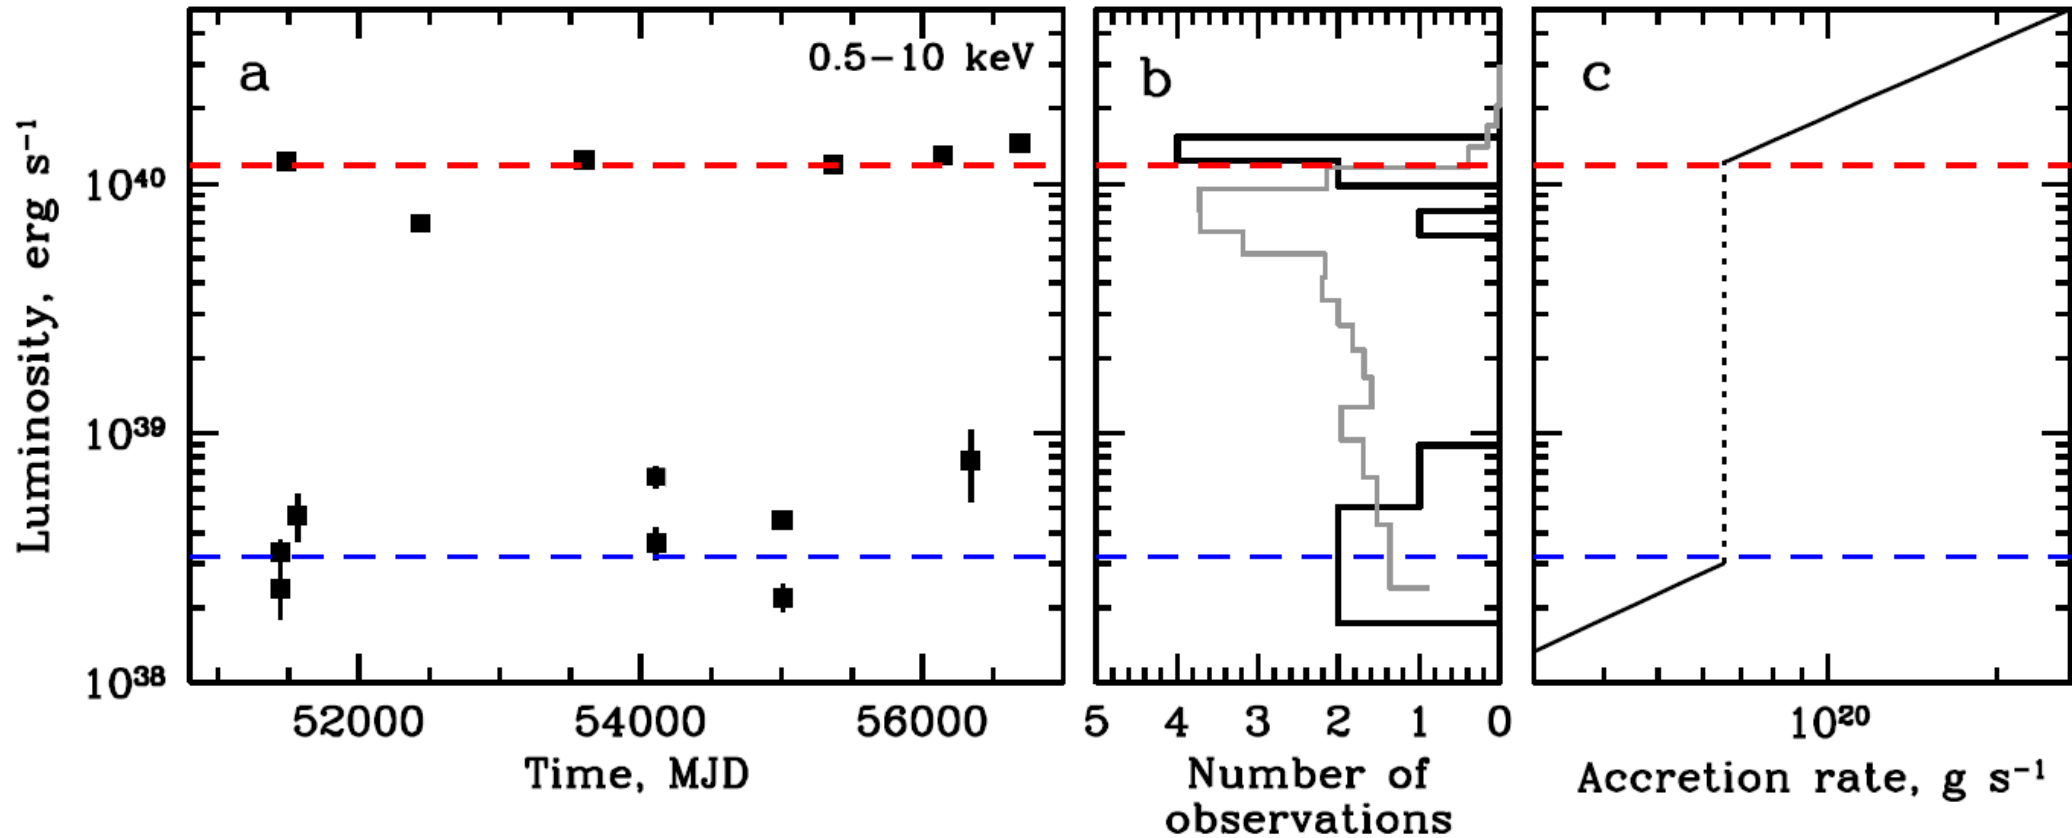 a
0.5−10 keV
b
c
Luminosity, erg s⁻¹
10⁴⁰
10³⁹
10³⁸
52000 54000 56000
5 4 3 2 1 0
10²⁰
Time, MJD
Number of
observations
Accretion rate, g s⁻¹